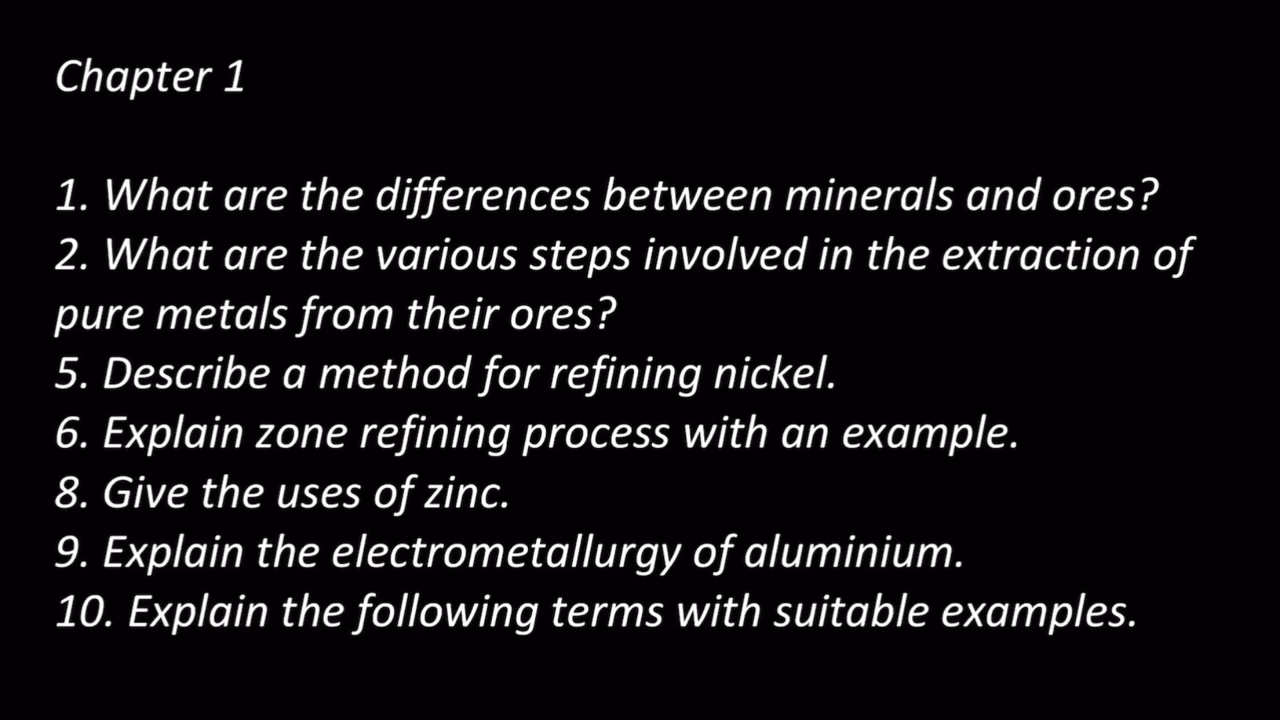 Chapter 1
1. What are the differences between minerals and ores?
2. What are the various steps involved in the extraction of
pure metals from their ores?
5. Describe a method for refining nickel.
6. Explain zone refining process with an example.
8. Give the uses of zinc.
9. Explain the electrometallurgy of aluminium.
10. Explain the following terms with suitable examples.